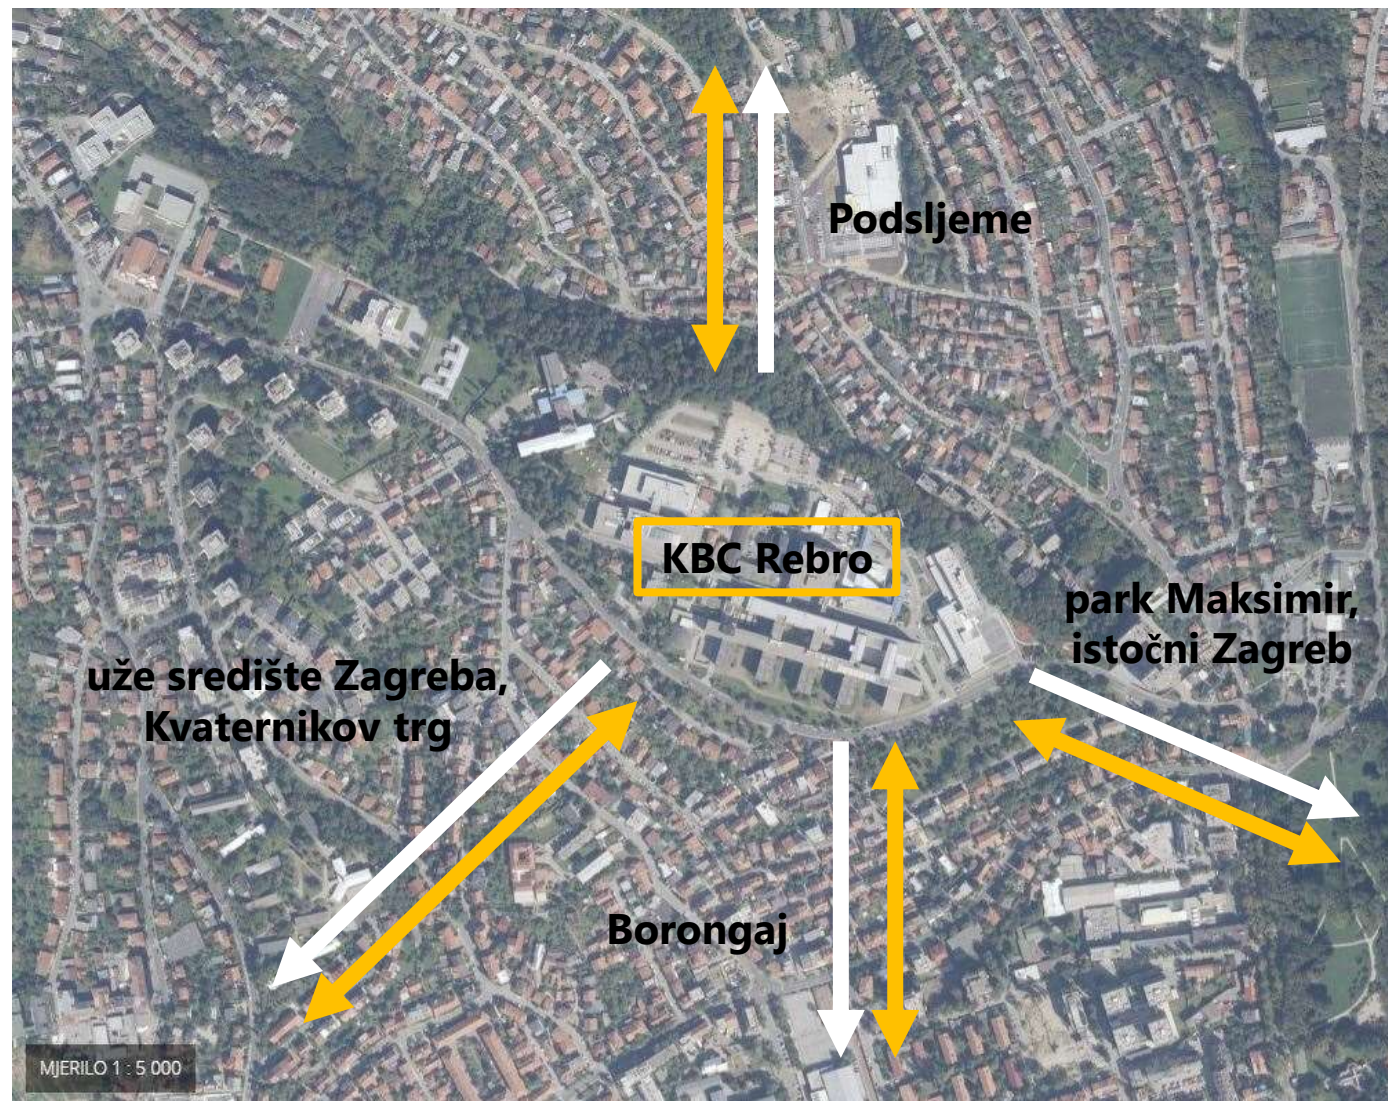 Podsljeme
KBC Rebro
park Maksimir,
istočni Zagreb
uže središte Zagreba,
Kvaternikov trg
Borongaj
MJERILO 1 : 5 000